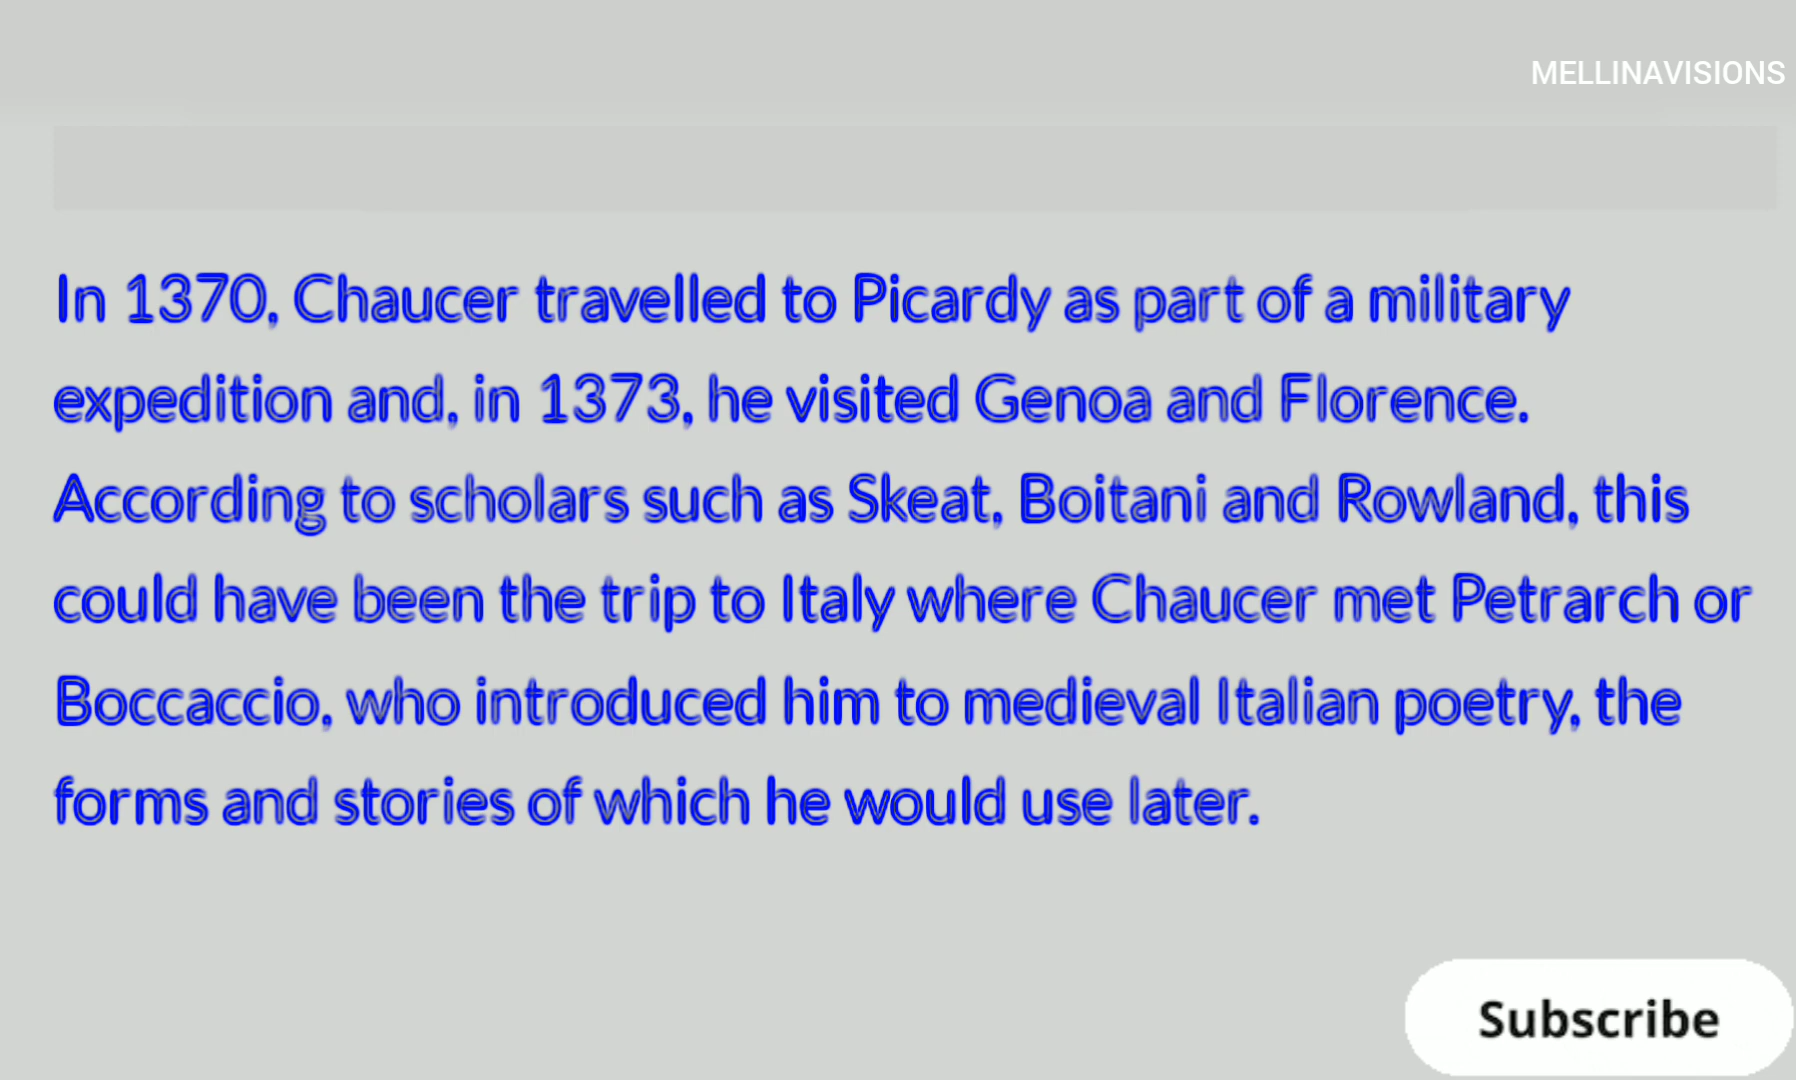 MELLINAVISIONS
In 1370, Chaucer travelled to Picardy as part of a military
expedition and, in 1373, he visited Genoa and Florence.
According to scholars such as Skeat, Boitani and Rowland, this
could have been the trip to Italy where Chaucer met Petrarch or
Boccaccio, who introduced him to medieval Italian poetry, the
forms and stories of which he would use later.
Subscribe